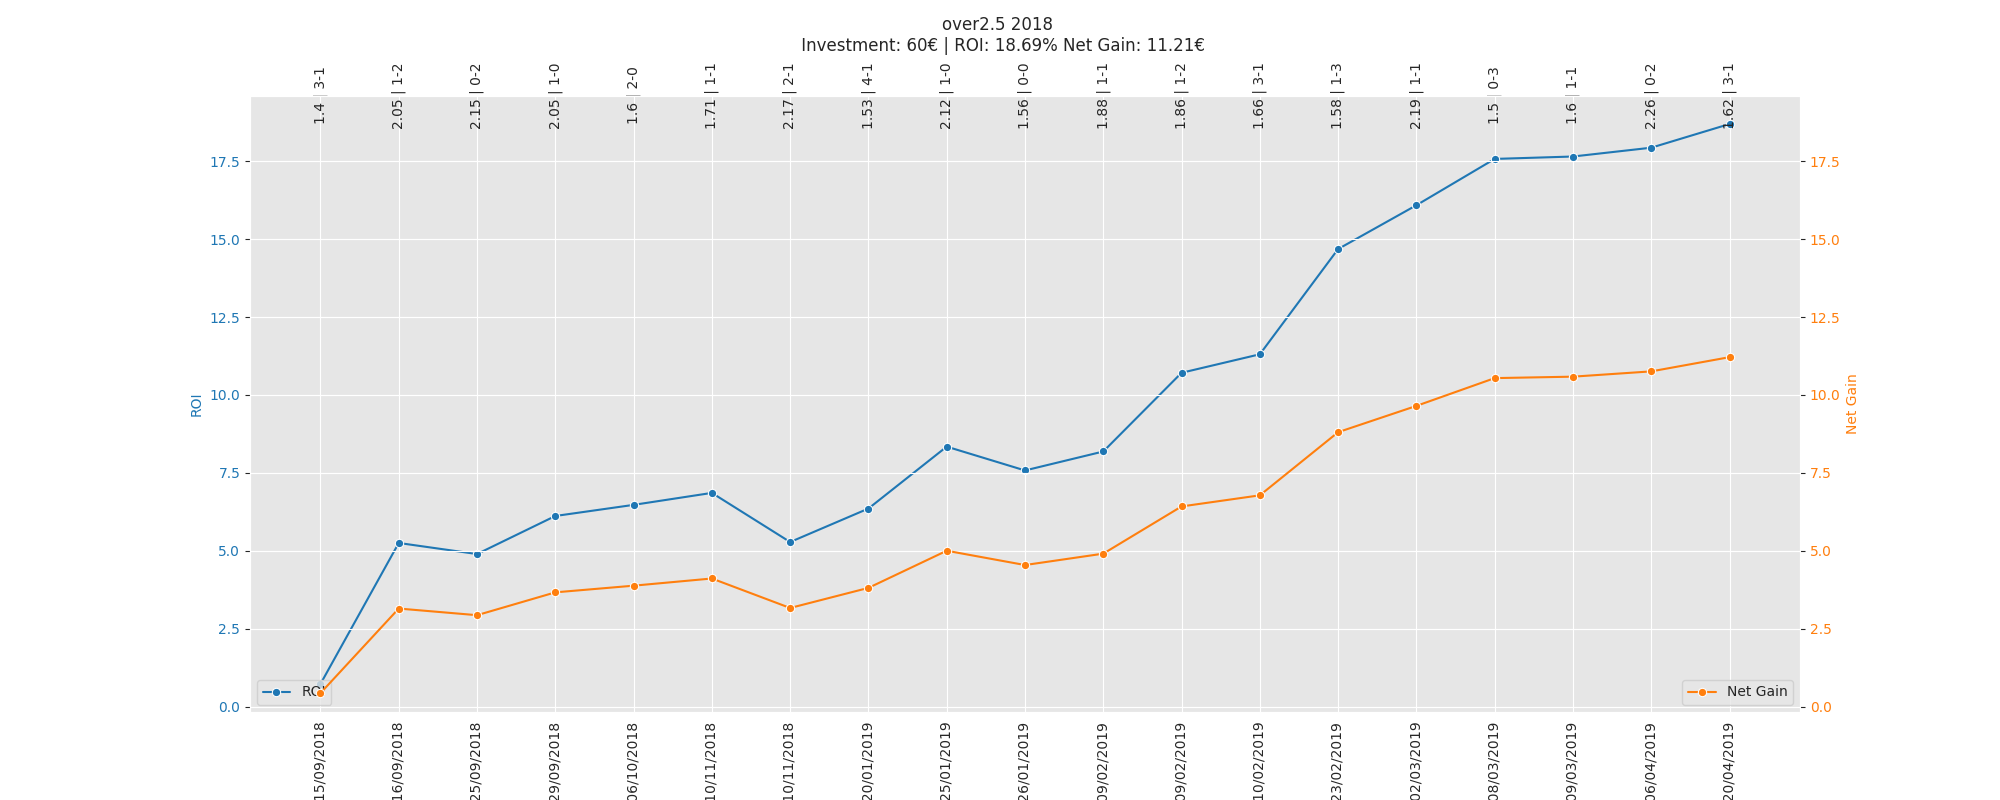 over2.5 2018
Investment: 60€ | ROI: 18.69% Net Gain: 11.21€
1.4 | 3-1
2.05 | 1-2
2.15 | 0-2
2.05 | 1-0
1.6 | 2-0
1.71 | 1-1
2.17 | 2-1
1.53 | 4-1
2.12 | 1-0
1.56 | 0-0
1.88 | 1-1
1.86 | 1-2
1.66 | 3-1
1.58 | 1-3
2.19 | 1-1
1.5 | 0-3
1.6 | 1-1
2.26 | 0-2
1.62 | 3-1
17.5
15.0
12.5
10.0
7.5
5.0
2.5
0.0
ROI
ROI
17.5
15.0
12.5
10.0
7.5
5.0
2.5
0.0
Net Gain
Net Gain
15/09/2018
16/09/2018
25/09/2018
29/09/2018
06/10/2018
10/11/2018
10/11/2018
20/01/2019
25/01/2019
26/01/2019
09/02/2019
09/02/2019
10/02/2019
23/02/2019
02/03/2019
08/03/2019
09/03/2019
06/04/2019
20/04/2019